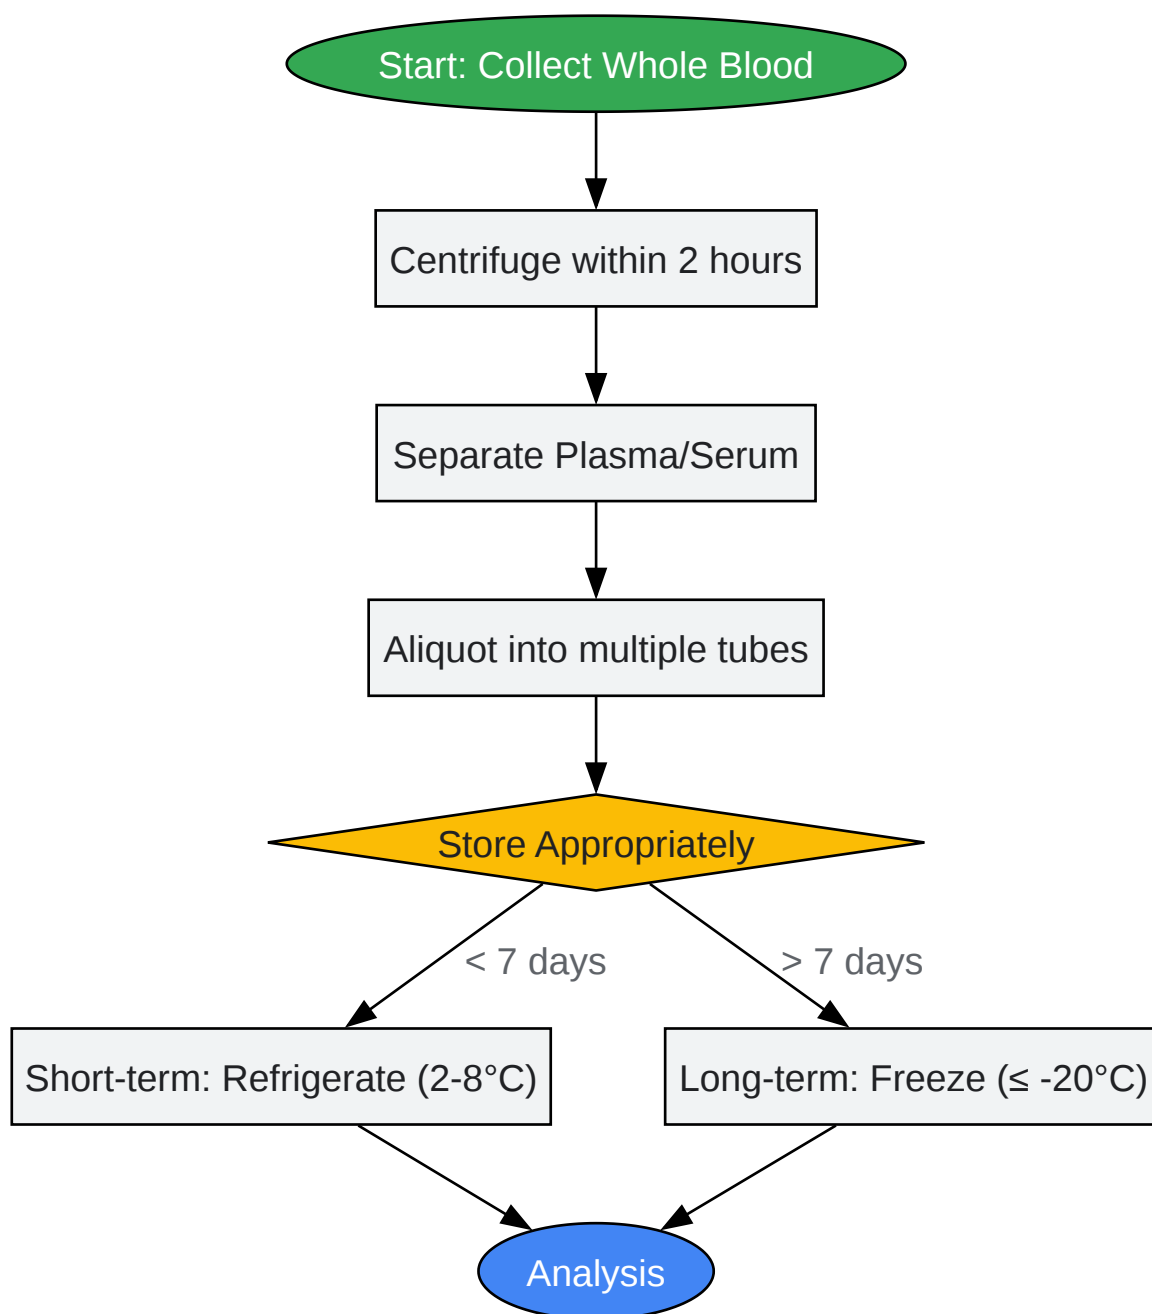 Start: Collect Whole Blood
Centrifuge within 2 hours
Separate Plasma/Serum
Aliquot into multiple tubes
Store Appropriately
< 7 days
> 7 days
Short-term: Refrigerate (2-8°C)
Long-term: Freeze (≤ -20°C)
Analysis